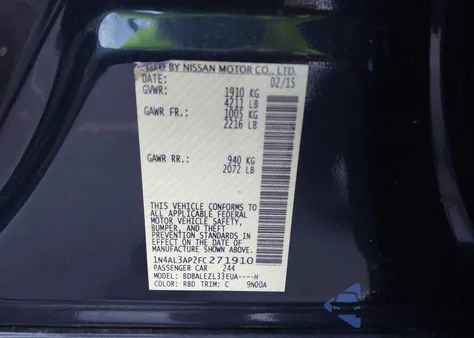 MFD BY NISSAN MOTOR CO., LTD.
DATE: 02/15
GVWR: 1910 KG
4211 LB
GAWR FR.: 1005 KG
2216 LB
GAWR RR.: 940 KG
2072 LB
THIS VEHICLE CONFORMS TO
ALL APPLICABLE FEDERAL
MOTOR VEHICLE SAFETY,
BUMPER, AND THEFT
PREVENTION STANDARDS IN
EFFECT ON THE DATE OF
MANUFACTURE SHOWN ABOVE.
1N4AL3AP2FC271910
PASSENGER CAR 244
MODEL: BDBALEZL33EUA----H
COLOR: RBD TRIM: C 9N00A